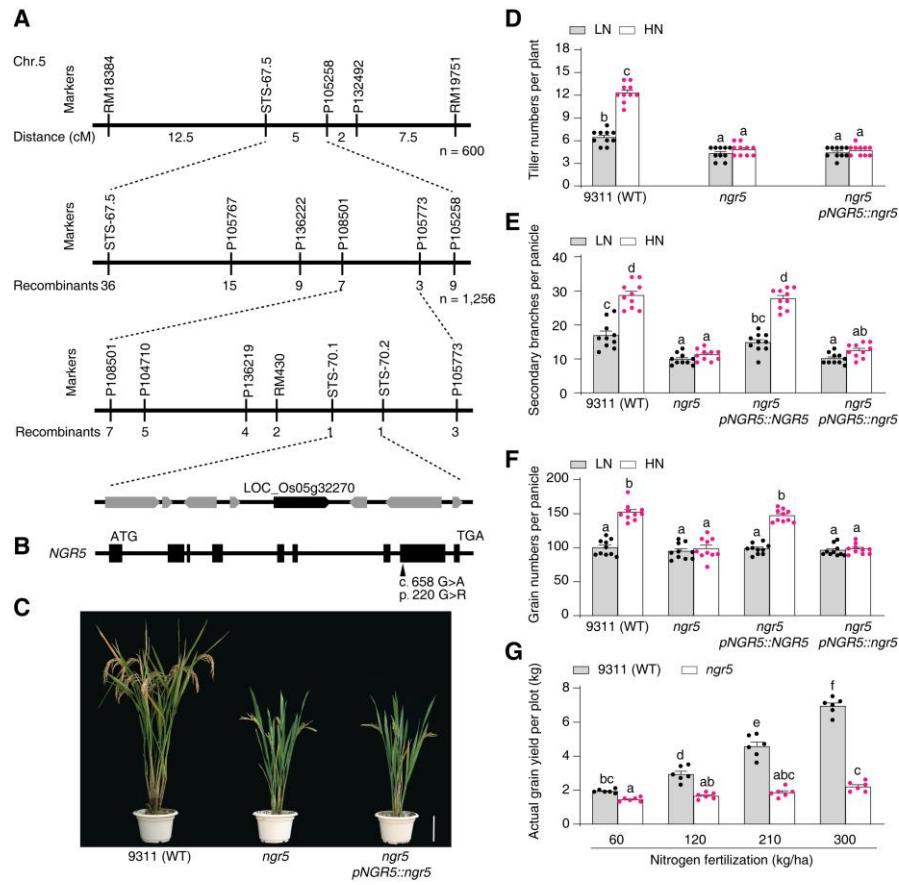 A
Chr.5
Markers
RM18384
STS-67.5
P105258
P132492
RM19751
Distance (cM)
12.5
5
2
7.5
n = 600
Markers
STS-67.5
P105767
P136222
P108501
P105773
P105258
Recombinants 36
15
9
7
3
9
n = 1,256
Markers
P108501
P104710
P136219
RM430
STS-70.1
STS-70.2
P105773
Recombinants 7
5
4
2
1
1
3
LOC_Os05g32270
B
NGR5
ATG
TGA
c. 658 G>A
p. 220 G>R
C
9311 (WT)
ngr5
ngr5
pNGR5::ngr5
D
LN
HN
Tiller numbers per plant
18
15
12
9
6
3
0
b
c
a
a
a
a
9311 (WT)
ngr5
ngr5
pNGR5::ngr5
E
LN
HN
Secondary branches per panicle
40
30
20
10
0
c
d
a
a
bc
d
a
ab
9311 (WT)
ngr5
ngr5
ngr5
pNGR5::NGR5
pNGR5::ngr5
F
LN
HN
Grain numbers per panicle
200
150
100
50
0
a
b
a
a
a
b
a
a
9311 (WT)
ngr5
ngr5
ngr5
pNGR5::NGR5
pNGR5::ngr5
G
9311 (WT)
ngr5
Actual grain yield per plot (kg)
8
6
4
2
0
bc
a
d
ab
e
abc
f
c
60
120
210
300
Nitrogen fertilization (kg/ha)